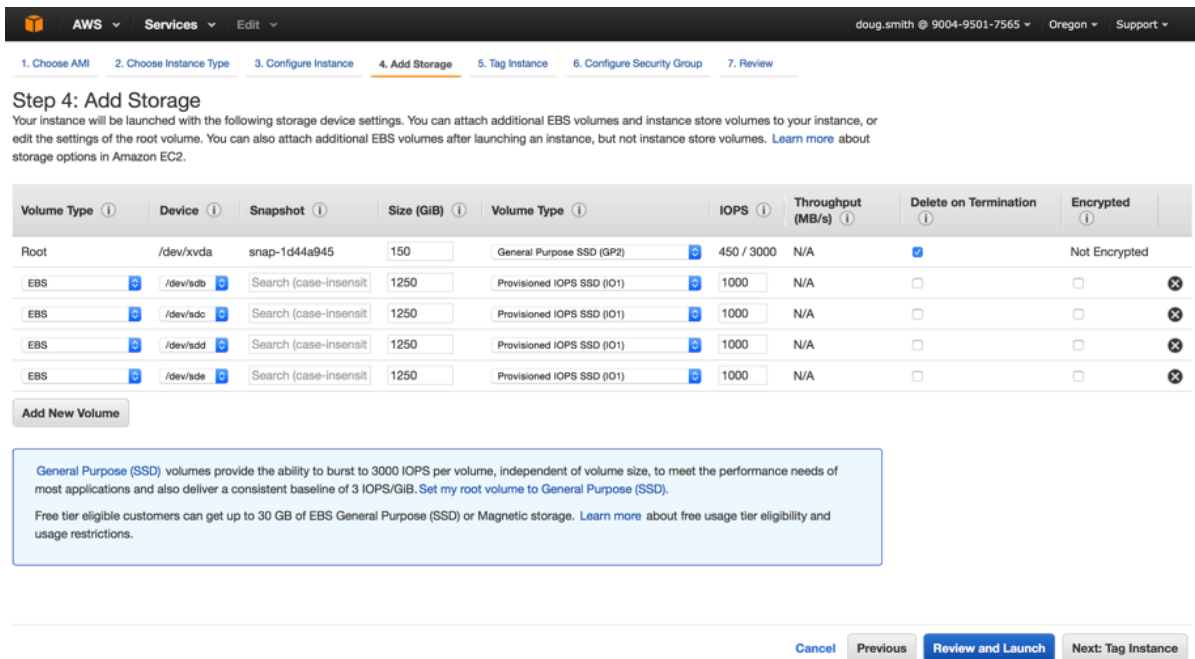 AWS Services Edit doug.smith @ 9004-9501-7565 Oregon Support
1. Choose AMI 2. Choose Instance Type 3. Configure Instance 4. Add Storage 5. Tag Instance 6. Configure Security Group 7. Review
Step 4: Add Storage
Your instance will be launched with the following storage device settings. You can attach additional EBS volumes and instance store volumes to your instance, or
edit the settings of the root volume. You can also attach additional EBS volumes after launching an instance, but not instance store volumes. Learn more about
storage options in Amazon EC2.
Volume Type Device Snapshot Size (GiB) Volume Type IOPS Throughput (MB/s) Delete on Termination Encrypted
Root /dev/xvda snap-1d44a945 150 General Purpose SSD (GP2) 450 / 3000 N/A Not Encrypted
EBS /dev/sdb Search (case-insensit 1250 Provisioned IOPS SSD (IO1) 1000 N/A
EBS /dev/sdc Search (case-insensit 1250 Provisioned IOPS SSD (IO1) 1000 N/A
EBS /dev/sdd Search (case-insensit 1250 Provisioned IOPS SSD (IO1) 1000 N/A
EBS /dev/sde Search (case-insensit 1250 Provisioned IOPS SSD (IO1) 1000 N/A
Add New Volume
General Purpose (SSD) volumes provide the ability to burst to 3000 IOPS per volume, independent of volume size, to meet the performance needs of
most applications and also deliver a consistent baseline of 3 IOPS/GiB. Set my root volume to General Purpose (SSD).
Free tier eligible customers can get up to 30 GB of EBS General Purpose (SSD) or Magnetic storage. Learn more about free usage tier eligibility and
usage restrictions.
Cancel Previous Review and Launch Next: Tag Instance